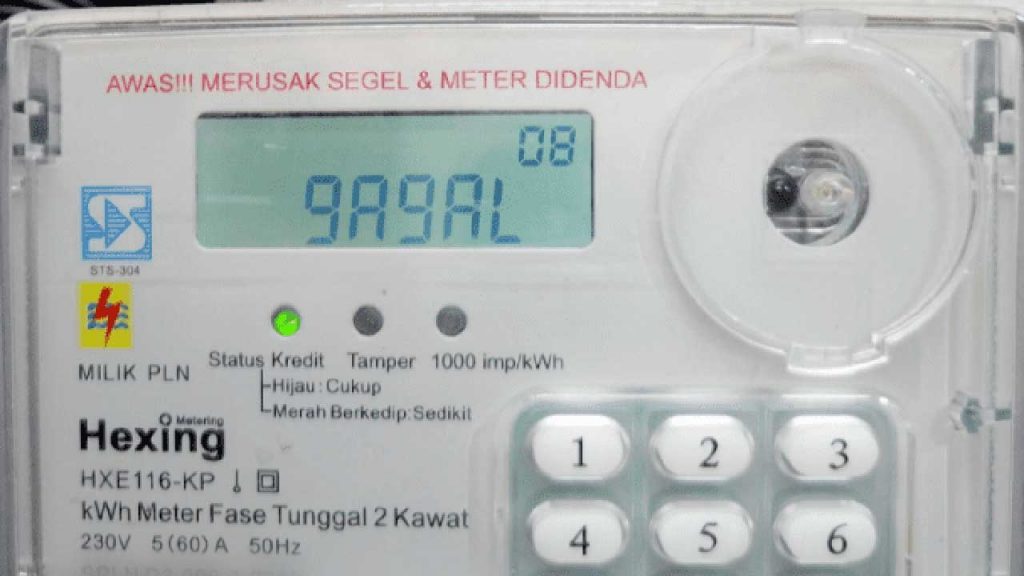 AWAS!!! MERUSAK SEGEL & METER DIDENDA
08
gAgAL
STS-304
Status Kredit Tamper 1000 imp/kWh
Hijau : Cukup
Merah Berkedip: Sedikit
MILIK PLN
Metering
Hexing
HXE116-KP
kWh Meter Fase Tunggal 2 Kawat
230V 5(60)A 50Hz
1 2 3
4 5 6